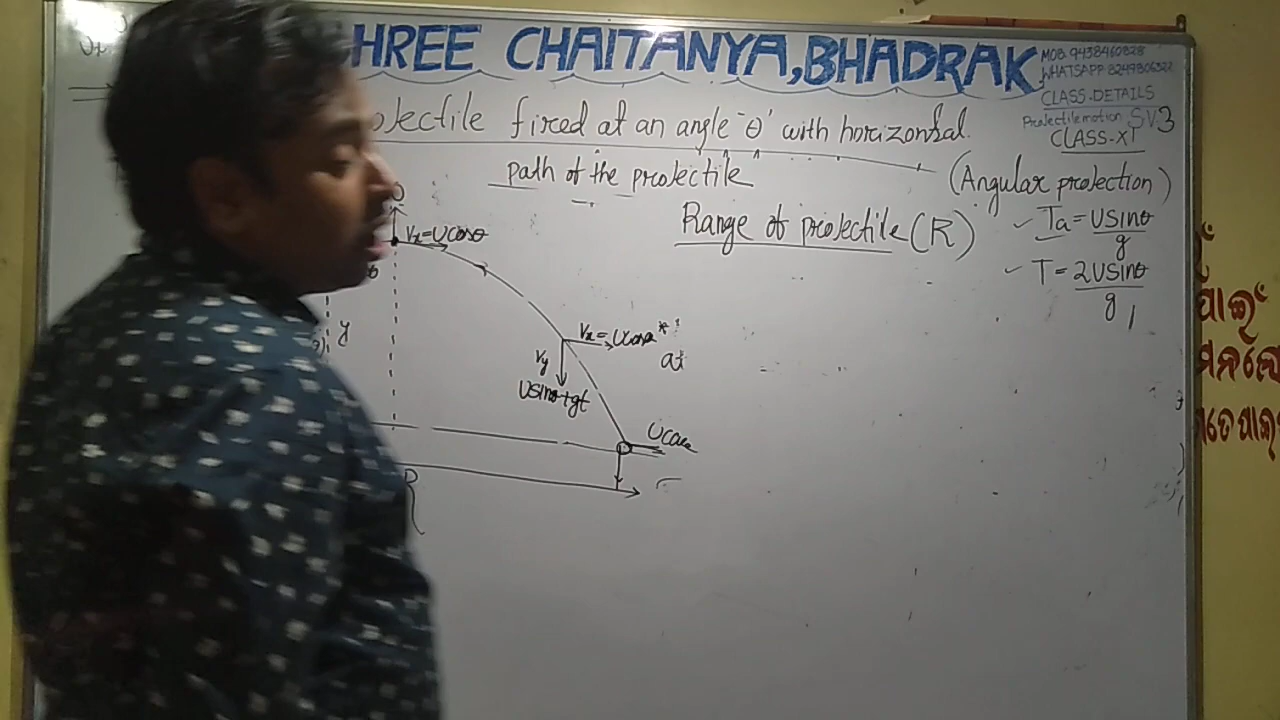 HREE CHAITANYA, BHADRAK
MOB. 9438460828
WHATSAPP 8249806321
CLASS.DETAILS
Projectile motion SV3
CLASS-XI
ojectile fired at an angle 'θ' with horizontal.
(Angular projection)
path of the projectile
Range of projectile (R)
Ta = Usinθ/g
T = 2Usinθ/g
Vx=Ucosθ
y
Vx=Ucosθ
at
Vy
Usinθ+gt
R
ପାଇଁ